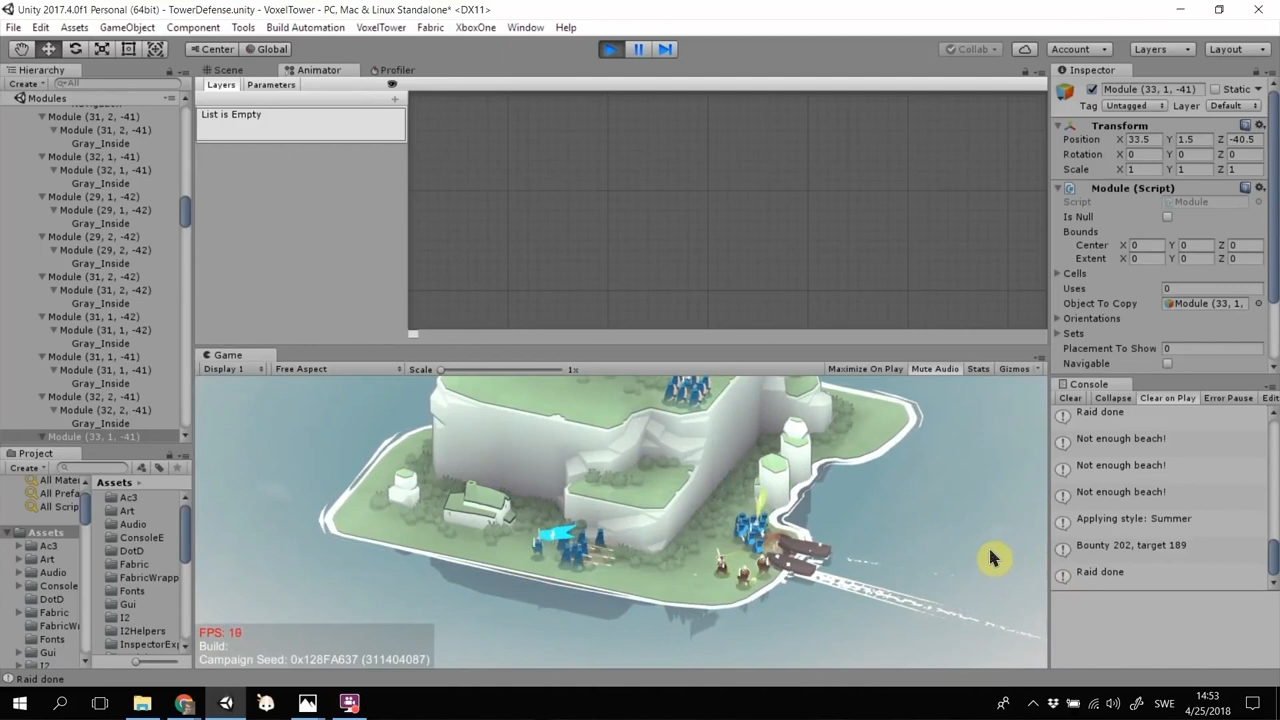 Unity 2017.4.0f1 Personal (64bit) - TowerDefense.unity - VoxelTower - PC, Mac & Linux Standalone* <DX11>
File Edit Assets GameObject Component Tools Build Automation VoxelTower Fabric XboxOne Window Help
Center Global Collab Account Layers Layout
Hierarchy
Create All
Modules
Module (31, 2, -41)
Module (31, 2, -41)
Gray_Inside
Module (32, 1, -41)
Module (32, 1, -41)
Gray_Inside
Module (29, 1, -42)
Module (29, 1, -42)
Gray_Inside
Module (29, 2, -42)
Module (29, 2, -42)
Gray_Inside
Module (31, 2, -42)
Module (31, 2, -42)
Gray_Inside
Module (31, 1, -42)
Module (31, 1, -42)
Gray_Inside
Module (31, 1, -41)
Module (31, 1, -41)
Gray_Inside
Module (32, 2, -41)
Module (32, 2, -41)
Gray_Inside
Module (33, 1, -41)
Project
Create
All Mate
All Prefa
All Scrip
Assets
Ac3
Art
Audio
Console
DotD
Fabric
FabricWr
Fonts
Gui
I2
Assets
Ac3
Art
Audio
ConsoleE
DotD
Fabric
FabricWrapp
Fonts
Gui
I2
I2Helpers
InspectorExp
Scene Animator Profiler
Layers Parameters
List is Empty
Game
Display 1 Free Aspect Scale 1x Maximize On Play Mute Audio Stats Gizmos
FPS: 19
Build:
Campaign Seed: 0x128FA637 (311404087)
Inspector
Module (33, 1, -41) Static
Tag Untagged Layer Default
Transform
Position X 33.5 Y 1.5 Z -40.5
Rotation X 0 Y 0 Z 0
Scale X 1 Y 1 Z 1
Module (Script)
Script Module
Is Null
Bounds
Center X 0 Y 0 Z 0
Extent X 0 Y 0 Z 0
Cells
Uses 0
Object To Copy Module (33, 1,
Orientations
Sets
Placement To Show 0
Navigable
Console
Clear Collapse Clear on Play Error Pause Edit
Raid done
Not enough beach!
Not enough beach!
Not enough beach!
Applying style: Summer
Bounty 202, target 189
Raid done
Raid done
SWE
14:53
4/25/2018